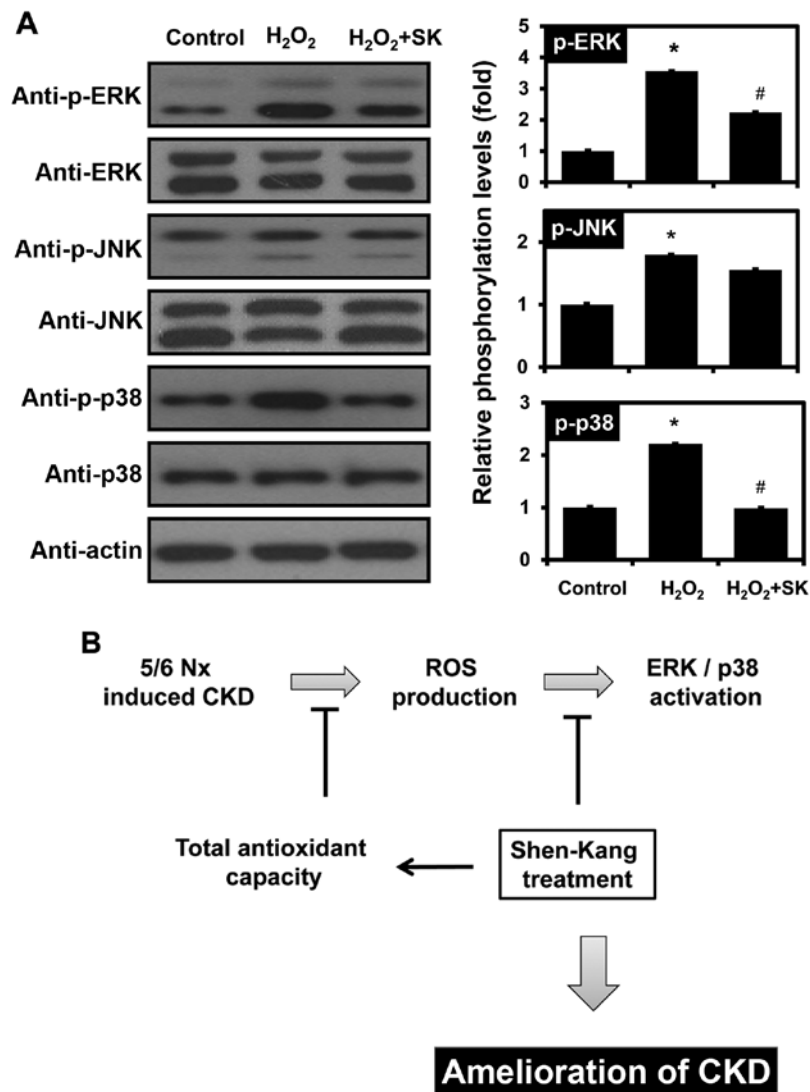 A
Control H₂O₂ H₂O₂+SK
Anti-p-ERK
Anti-ERK
Anti-p-JNK
Anti-JNK
Anti-p-p38
Anti-p38
Anti-actin
Relative phosphorylation levels (fold)
p-ERK
5
4
3
2
1
0
*
#
p-JNK
2
1
0
*
p-p38
3
2
1
0
*
#
Control H₂O₂ H₂O₂+SK
B
5/6 Nx
induced CKD
ROS
production
ERK / p38
activation
Total antioxidant
capacity
Shen-Kang
treatment
Amelioration of CKD